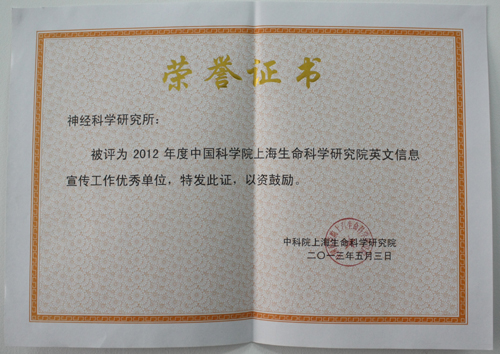 荣誉证书
神经科学研究所：
被评为 2012 年度中国科学院上海生命科学研究院英文信息
宣传工作优秀单位，特发此证，以资鼓励。
中科院上海生命科学研究院
二〇一三年五月三日